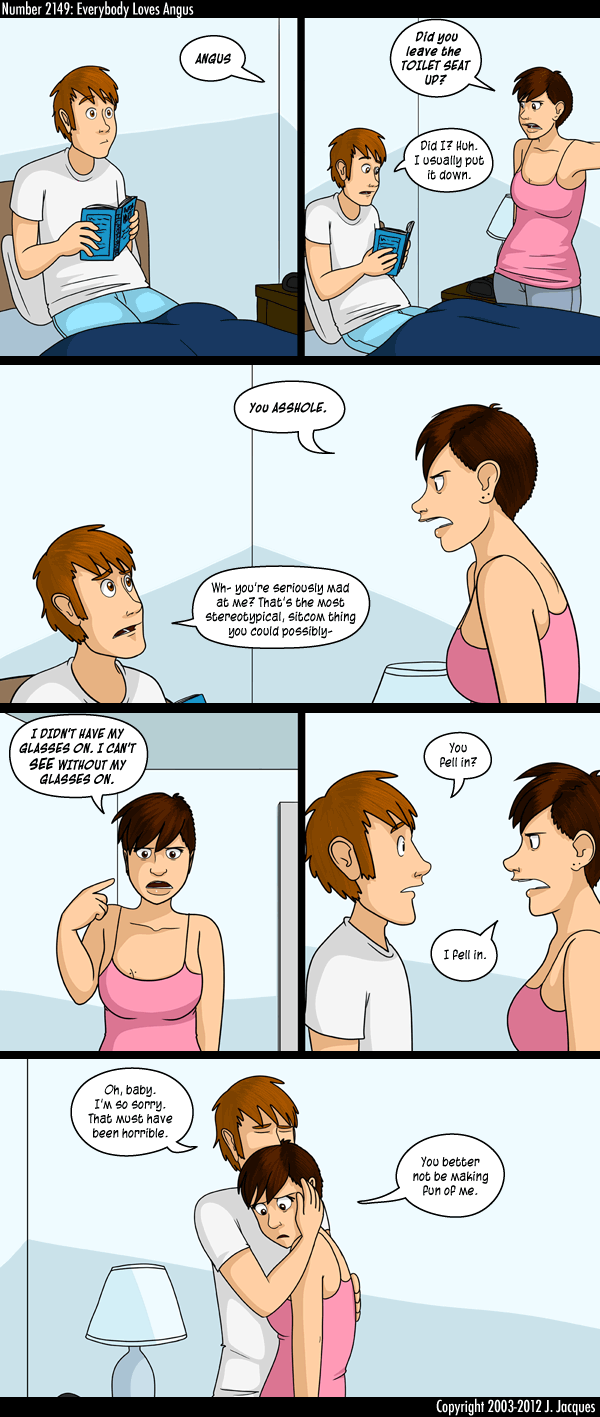 Number 2149: Everybody Loves Angus
ANGUS
Did you
leave the
TOILET SEAT
UP?
Did I? Huh.
I usually put
it down.
You ASSHOLE.
Wh- you're seriously mad
at me? That's the most
stereotypical, sitcom thing
you could possibly-
I DIDN'T HAVE MY
GLASSES ON. I CAN'T
SEE WITHOUT MY
GLASSES ON.
You
fell in?
I fell in.
Oh, baby.
I'm so sorry.
That must have
been horrible.
You better
not be making
fun of me.
Copyright 2003-2012 J. Jacques